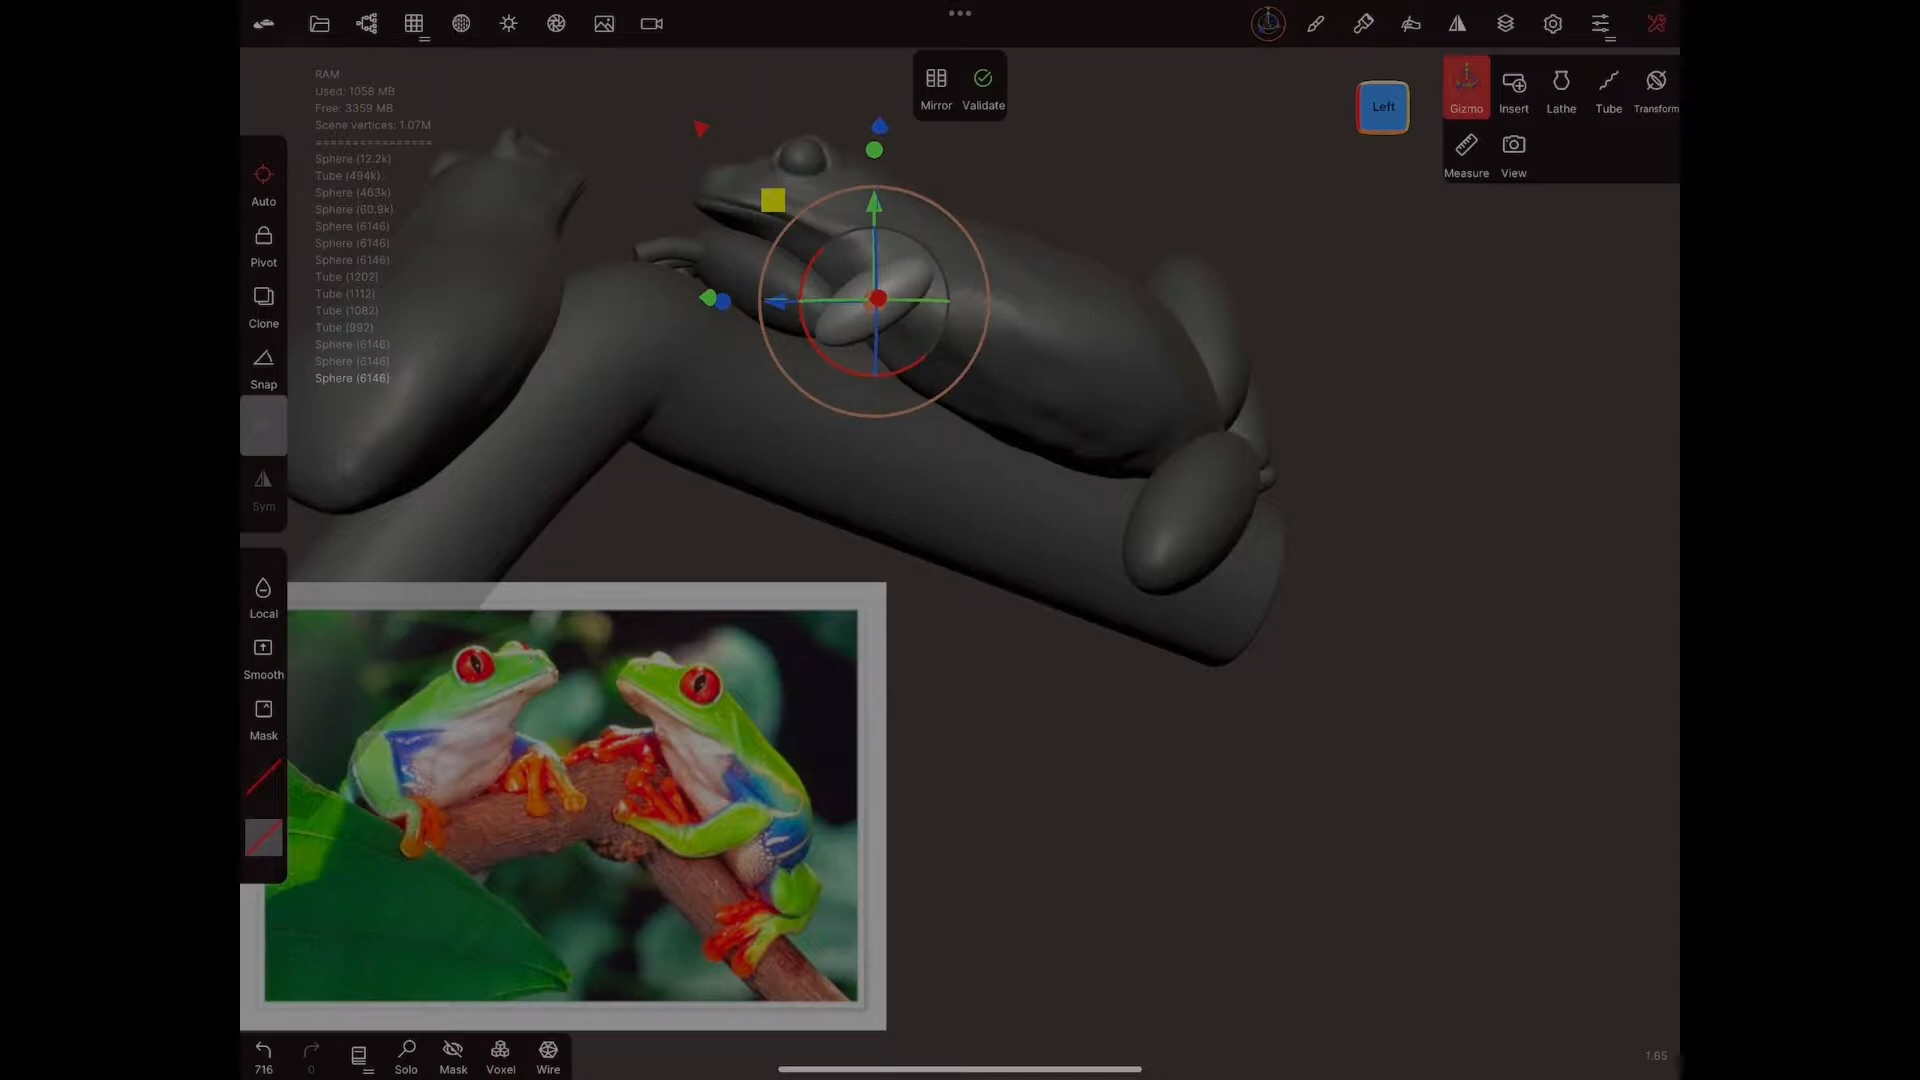 RAM
Used: 1058 MB
Free: 3359 MB
Scene vertices: 1.07M
================
Sphere (12.2k)
Tube (494k)
Sphere (463k)
Sphere (60.9k)
Sphere (6146)
Sphere (6146)
Sphere (6146)
Tube (1202)
Tube (1112)
Tube (1082)
Tube (992)
Sphere (6146)
Sphere (6146)
Sphere (6146)
Mirror
Validate
Left
Gizmo
Insert
Lathe
Tube
Transform
Measure
View
Auto
Pivot
Clone
Snap
Sym
Local
Smooth
Mask
716
0
Solo
Mask
Voxel
Wire
1.65